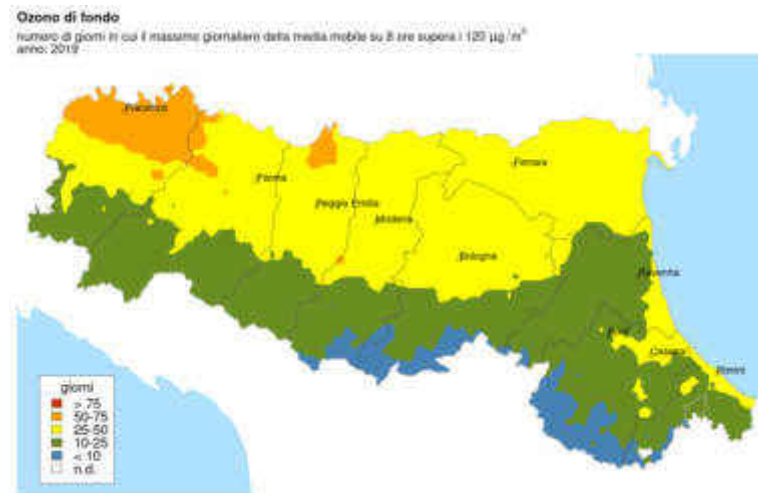 Ozono di fondo
numero di giorni in cui il massimo giornaliero della media mobile su 8 ore supera i 120 µg/m³
anno: 2019
Piacenza
Parma
Reggio Emilia
Modena
Ferrara
Bologna
Ravenna
Forlì
Cesena
Rimini
giorni
> 75
50-75
25-50
10-25
< 10
n.d.